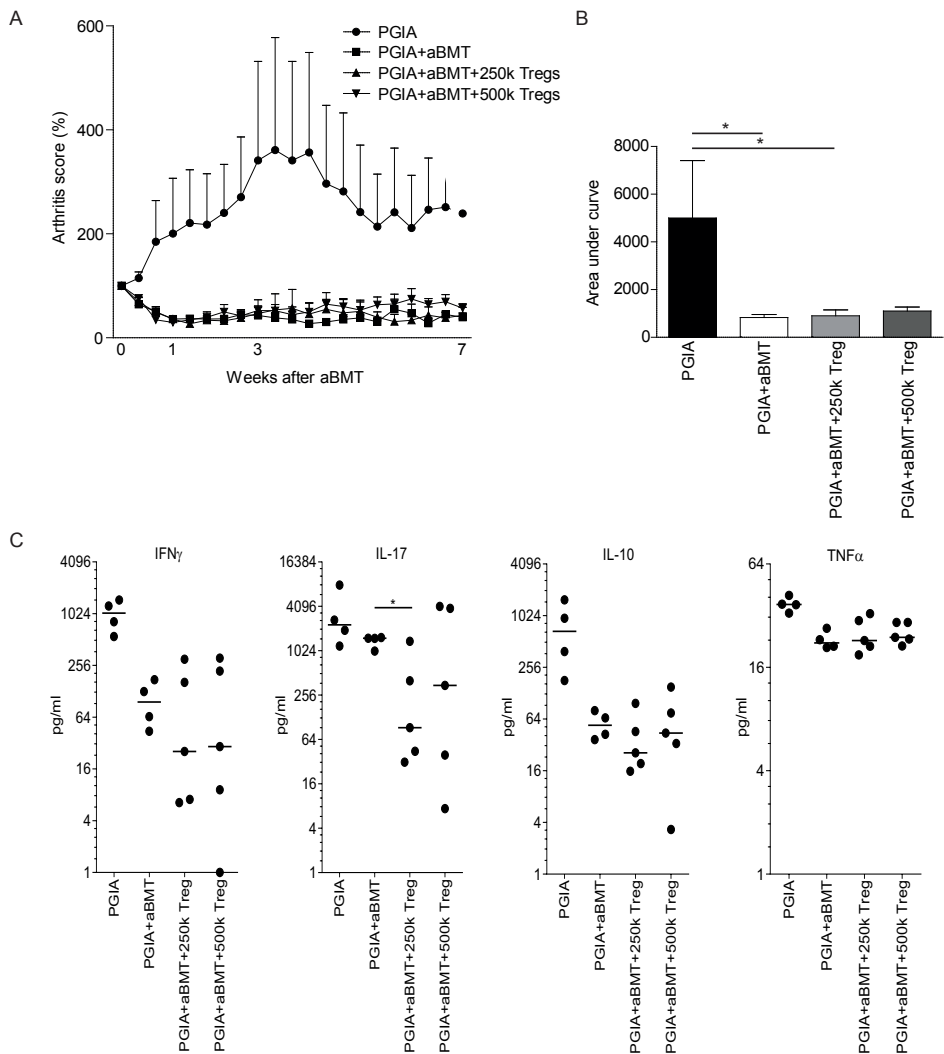 A
600
400
200
0
Arthritis score (%)
0
1
3
7
Weeks after aBMT
PGIA
PGIA+aBMT
PGIA+aBMT+250k Tregs
PGIA+aBMT+500k Tregs
B
*
*
8000
6000
4000
2000
0
Area under curve
PGIA
PGIA+aBMT
PGIA+aBMT+250k Treg
PGIA+aBMT+500k Treg
C
IFNγ
4096
1024
256
64
16
4
1
pg/ml
PGIA
PGIA+aBMT
PGIA+aBMT+250k Treg
PGIA+aBMT+500k Treg
IL-17
*
16384
4096
1024
256
64
16
4
1
pg/ml
PGIA
PGIA+aBMT
PGIA+aBMT+250k Treg
PGIA+aBMT+500k Treg
IL-10
4096
1024
256
64
16
4
1
pg/ml
PGIA
PGIA+aBMT
PGIA+aBMT+250k Treg
PGIA+aBMT+500k Treg
TNFα
64
16
4
1
pg/ml
PGIA
PGIA+aBMT
PGIA+aBMT+250k Treg
PGIA+aBMT+500k Treg